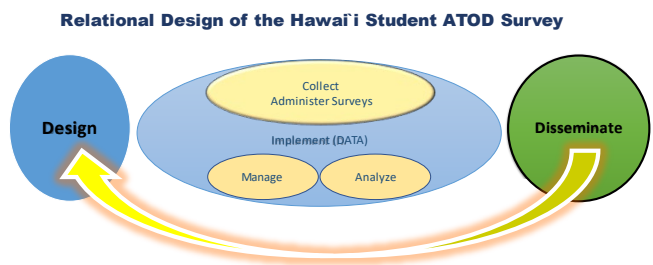 Relational Design of the Hawai`i Student ATOD Survey
Collect
Administer Surveys
Design
Implement (DATA)
Disseminate
Manage
Analyze